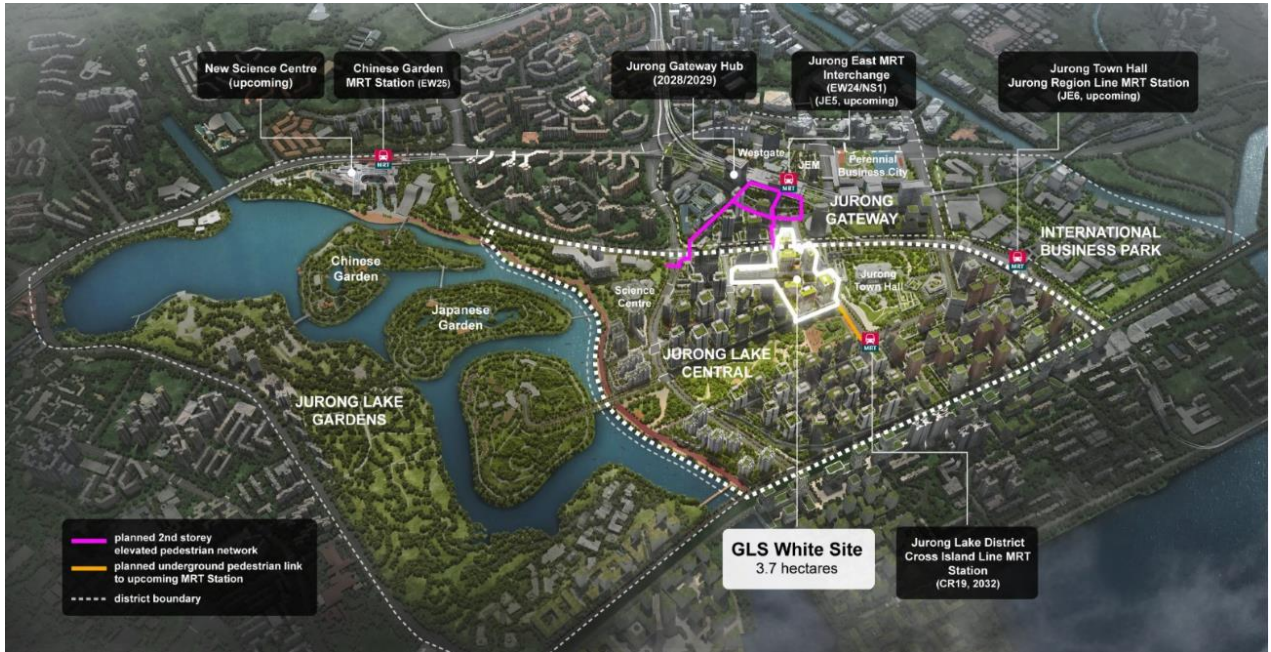 New Science Centre
(upcoming)
Chinese Garden
MRT Station (EW25)
Jurong Gateway Hub
(2028/2029)
Jurong East MRT
Interchange
(EW24/NS1)
(JE5, upcoming)
Jurong Town Hall
Jurong Region Line MRT Station
(JE6, upcoming)
MRT
Westgate
JEM
MRT
Perennial
Business City
JURONG
GATEWAY
INTERNATIONAL
BUSINESS PARK
MRT
Chinese
Garden
Japanese
Garden
Science
Centre
Jurong
Town Hall
MRT
JURONG LAKE
CENTRAL
JURONG LAKE
GARDENS
GLS White Site
3.7 hectares
Jurong Lake District
Cross Island Line MRT
Station
(CR19, 2032)
planned 2nd storey
elevated pedestrian network
planned underground pedestrian link
to upcoming MRT Station
district boundary